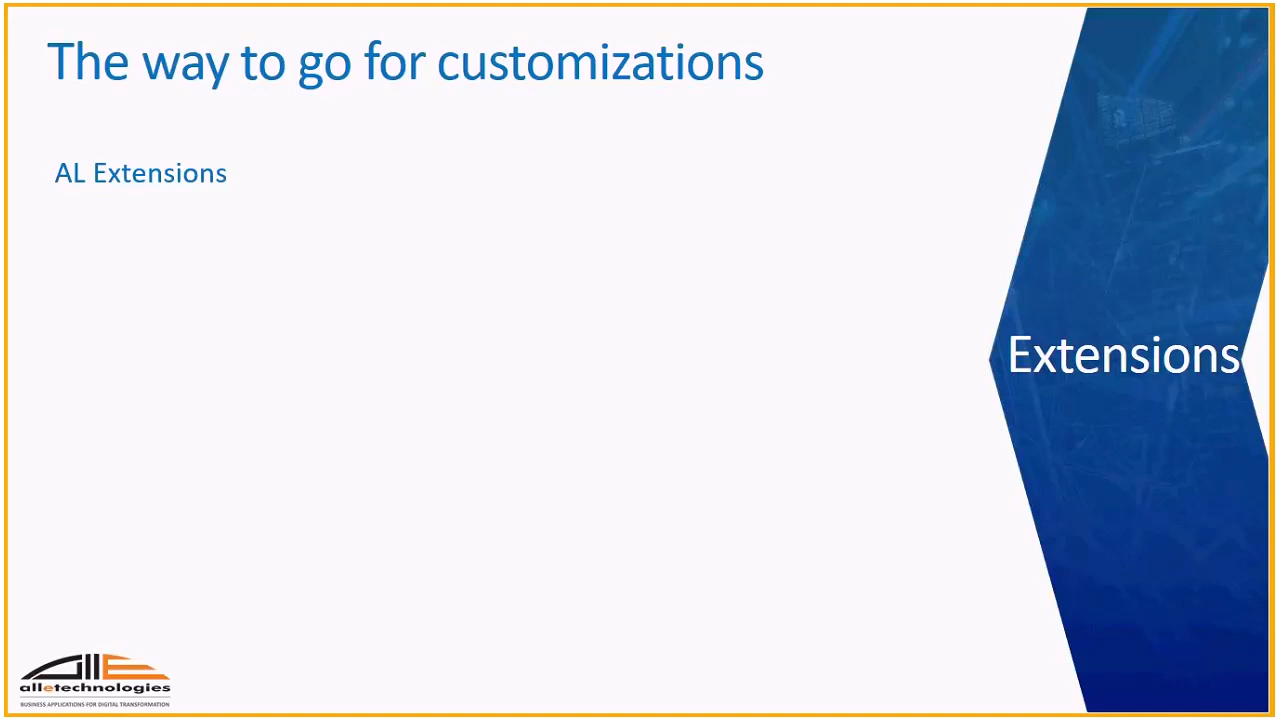 The way to go for customizations
AL Extensions
Extensions
alletechnologies
BUSINESS APPLICATIONS FOR DIGITAL TRANSFORMATION